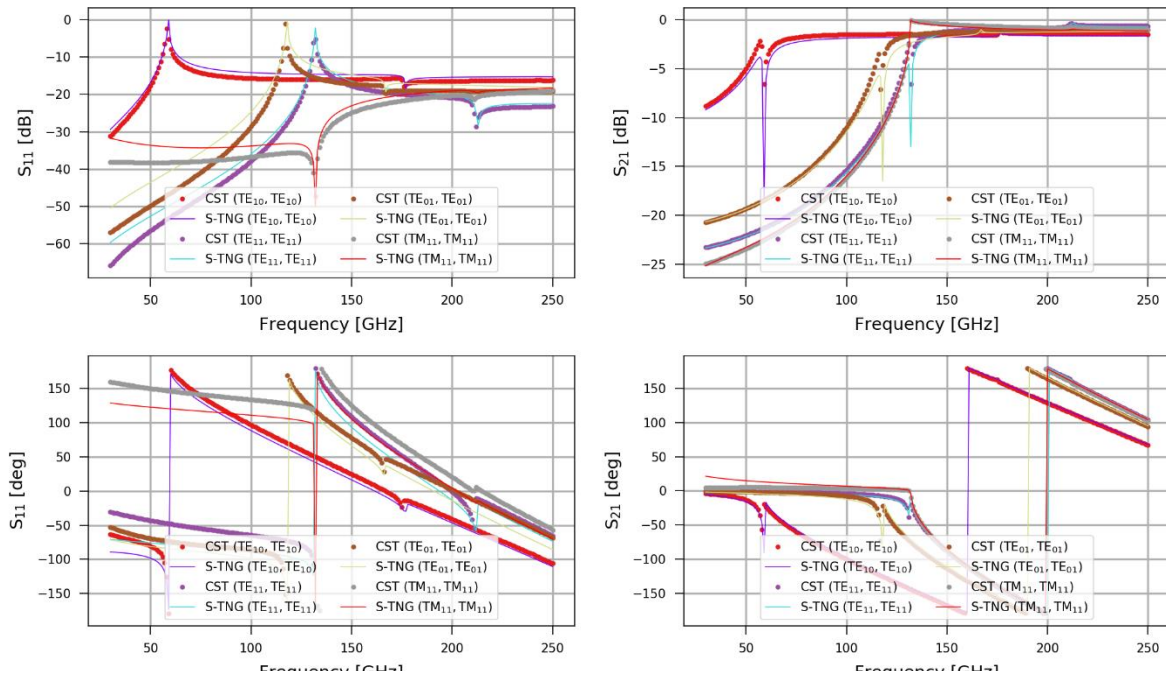 0
−10
−20
−30
−40
−50
−60
S11 [dB]
CST (TE10, TE10)
S-TNG (TE10, TE10)
CST (TE11, TE11)
S-TNG (TE11, TE11)
CST (TE01, TE01)
S-TNG (TE01, TE01)
CST (TM11, TM11)
S-TNG (TM11, TM11)
50 100 150 200 250
Frequency [GHz]
0
−5
−10
−15
−20
−25
S21 [dB]
CST (TE10, TE10)
S-TNG (TE10, TE10)
CST (TE11, TE11)
S-TNG (TE11, TE11)
CST (TE01, TE01)
S-TNG (TE01, TE01)
CST (TM11, TM11)
S-TNG (TM11, TM11)
50 100 150 200 250
Frequency [GHz]
150
100
50
0
−50
−100
−150
S11 [deg]
CST (TE10, TE10)
S-TNG (TE10, TE10)
CST (TE11, TE11)
S-TNG (TE11, TE11)
CST (TE01, TE01)
S-TNG (TE01, TE01)
CST (TM11, TM11)
S-TNG (TM11, TM11)
50 100 150 200 250
Frequency [GHz]
150
100
50
0
−50
−100
−150
S21 [deg]
CST (TE10, TE10)
S-TNG (TE10, TE10)
CST (TE11, TE11)
S-TNG (TE11, TE11)
CST (TE01, TE01)
S-TNG (TE01, TE01)
CST (TM11, TM11)
S-TNG (TM11, TM11)
50 100 150 200 250
Frequency [GHz]